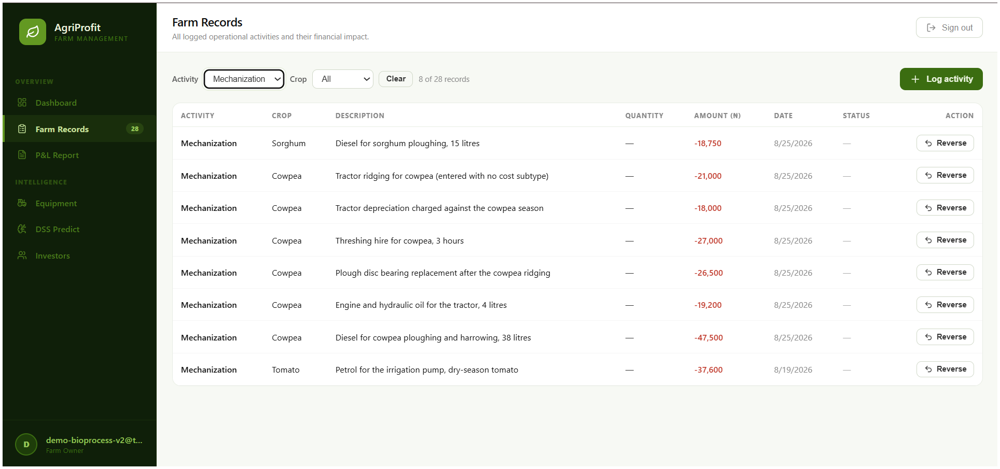 AgriProfit
FARM MANAGEMENT
OVERVIEW
Dashboard
Farm Records 28
P&L Report
INTELLIGENCE
Equipment
DSS Predict
Investors
D
demo-bioprocess-v2@t...
Farm Owner
Farm Records
All logged operational activities and their financial impact.
Sign out
Activity Mechanization Crop All Clear 8 of 28 records
+ Log activity
ACTIVITY CROP DESCRIPTION QUANTITY AMOUNT (₦) DATE STATUS ACTION
Mechanization Sorghum Diesel for sorghum ploughing, 15 litres — -18,750 8/25/2026 — Reverse
Mechanization Cowpea Tractor ridging for cowpea (entered with no cost subtype) — -21,000 8/25/2026 — Reverse
Mechanization Cowpea Tractor depreciation charged against the cowpea season — -18,000 8/25/2026 — Reverse
Mechanization Cowpea Threshing hire for cowpea, 3 hours — -27,000 8/25/2026 — Reverse
Mechanization Cowpea Plough disc bearing replacement after the cowpea ridging — -26,500 8/25/2026 — Reverse
Mechanization Cowpea Engine and hydraulic oil for the tractor, 4 litres — -19,200 8/25/2026 — Reverse
Mechanization Cowpea Diesel for cowpea ploughing and harrowing, 38 litres — -47,500 8/25/2026 — Reverse
Mechanization Tomato Petrol for the irrigation pump, dry-season tomato — -37,600 8/19/2026 — Reverse